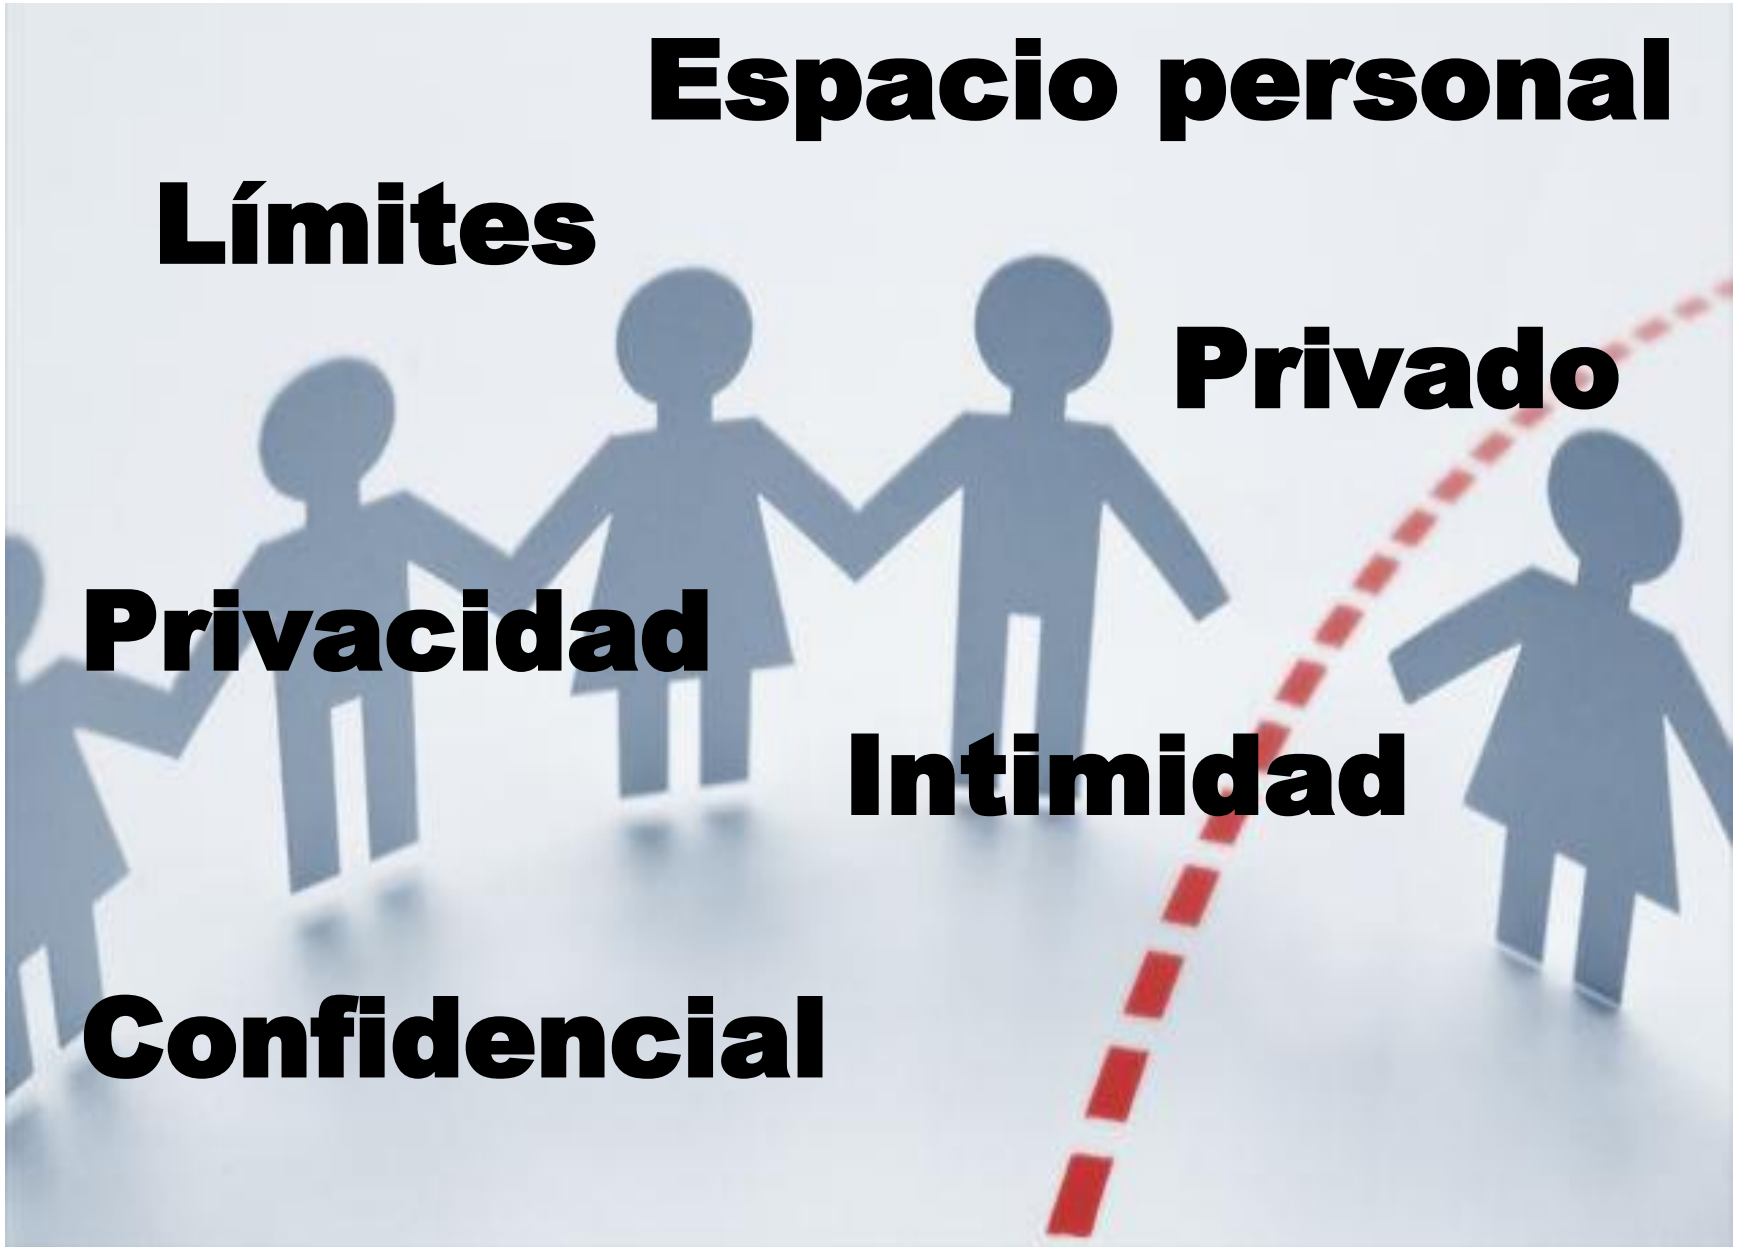 Espacio personal
Límites
Privado
Privacidad
Intimidad
Confidencial